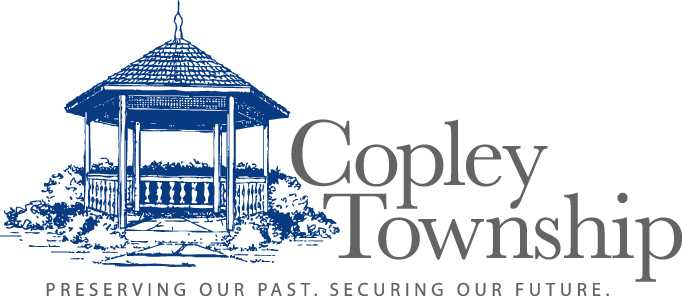 Copley
Township
PRESERVING OUR PAST. SECURING OUR FUTURE.